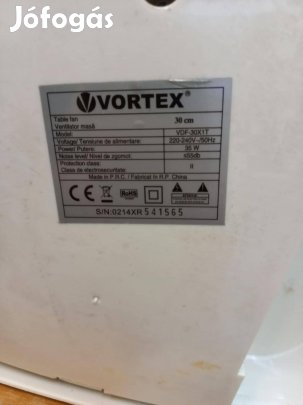 Jófogás
VORTEX®
Table fan
Ventilator masă
30 cm
Model:
VDF-30X1T
Voltage/ Tensiune de alimentare:
220-240V~/50Hz
Power/ Putere:
35 W
Noise level/ Nivel de zgomot:
≤55db
Protection class:
Clasa de electrosecuritate:
II
Made in P.R.C./ Fabricat în R.P. China
CE
RoHS
S/N:0214XR541565